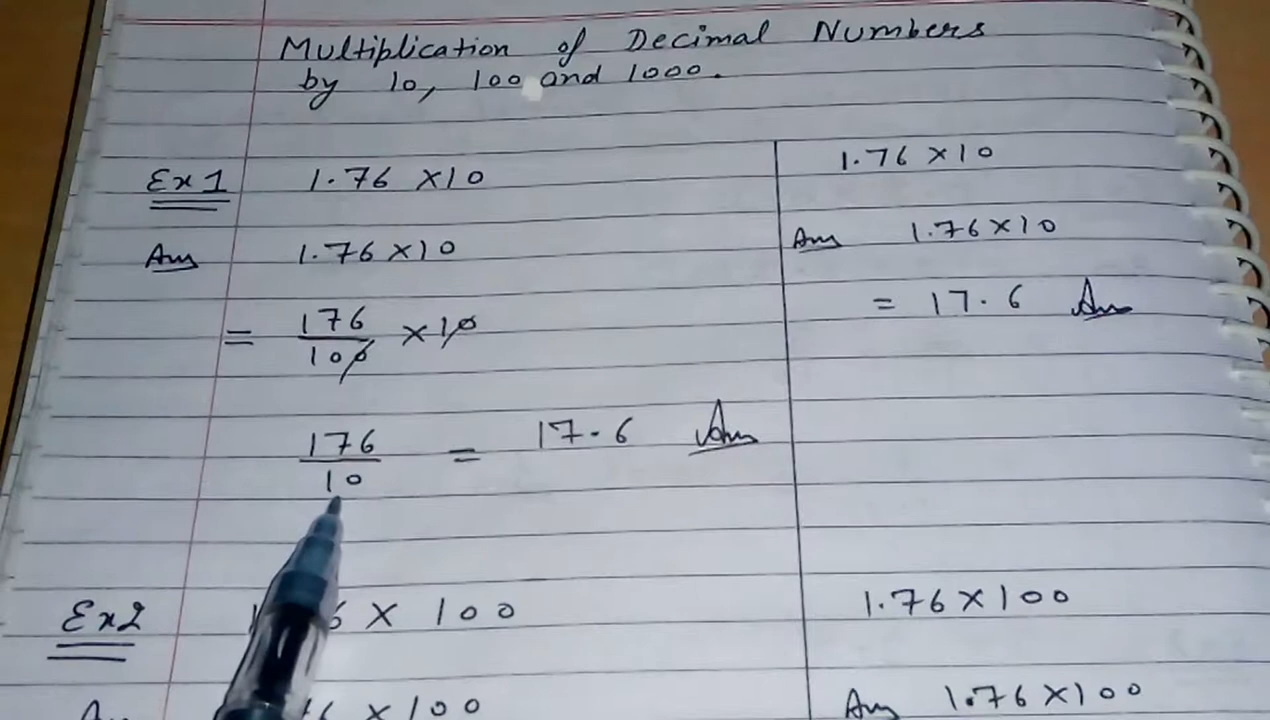 Multiplication of Decimal Numbers
by 10, 100 and 1000.
Ex 1 1.76 × 10
Ans 1.76 × 10
= 176/100 × 10
176/10 = 17.6 Ans
Ex 2 6 × 100
× 100
1.76 × 10
Ans 1.76 × 10
= 17.6 Ans
1.76 × 100
Ans 1.76 × 100